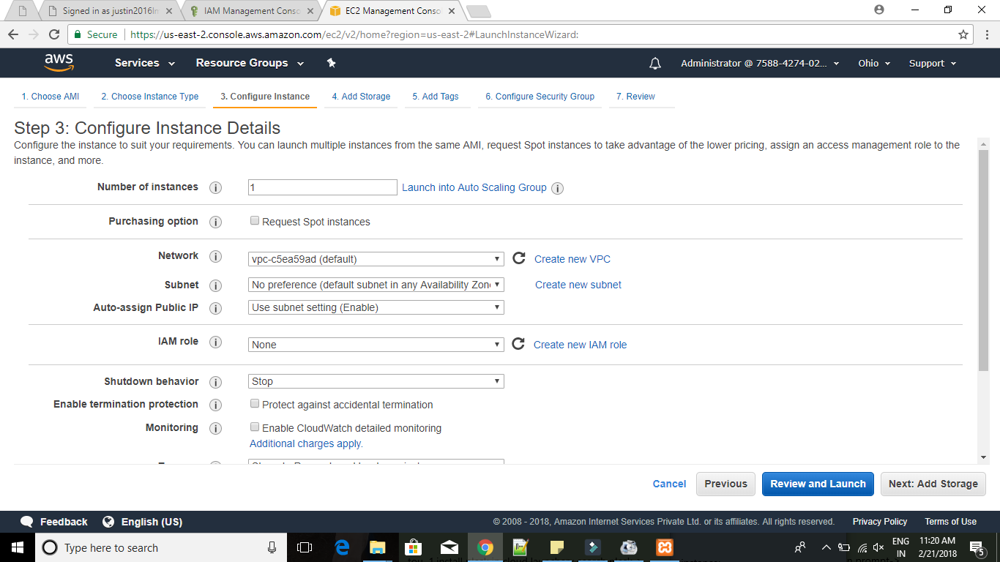 Signed in as justin2016
IAM Management Conso
EC2 Management Conso
Secure
https://us-east-2.console.aws.amazon.com/ec2/v2/home?region=us-east-2#LaunchInstanceWizard:
aws Services Resource Groups Administrator @ 7588-4274-02... Ohio Support
1. Choose AMI 2. Choose Instance Type 3. Configure Instance 4. Add Storage 5. Add Tags 6. Configure Security Group 7. Review
Step 3: Configure Instance Details
Configure the instance to suit your requirements. You can launch multiple instances from the same AMI, request Spot instances to take advantage of the lower pricing, assign an access management role to the
instance, and more.
Number of instances 1 Launch into Auto Scaling Group
Purchasing option Request Spot instances
Network vpc-c5ea59ad (default) Create new VPC
Subnet No preference (default subnet in any Availability Zon Create new subnet
Auto-assign Public IP Use subnet setting (Enable)
IAM role None Create new IAM role
Shutdown behavior Stop
Enable termination protection Protect against accidental termination
Monitoring Enable CloudWatch detailed monitoring
Additional charges apply.
Cancel Previous Review and Launch Next: Add Storage
Feedback English (US) © 2008 - 2018, Amazon Internet Services Private Ltd. or its affiliates. All rights reserved. Privacy Policy Terms of Use
Type here to search
ENG
IN
11:20 AM
2/21/2018
5